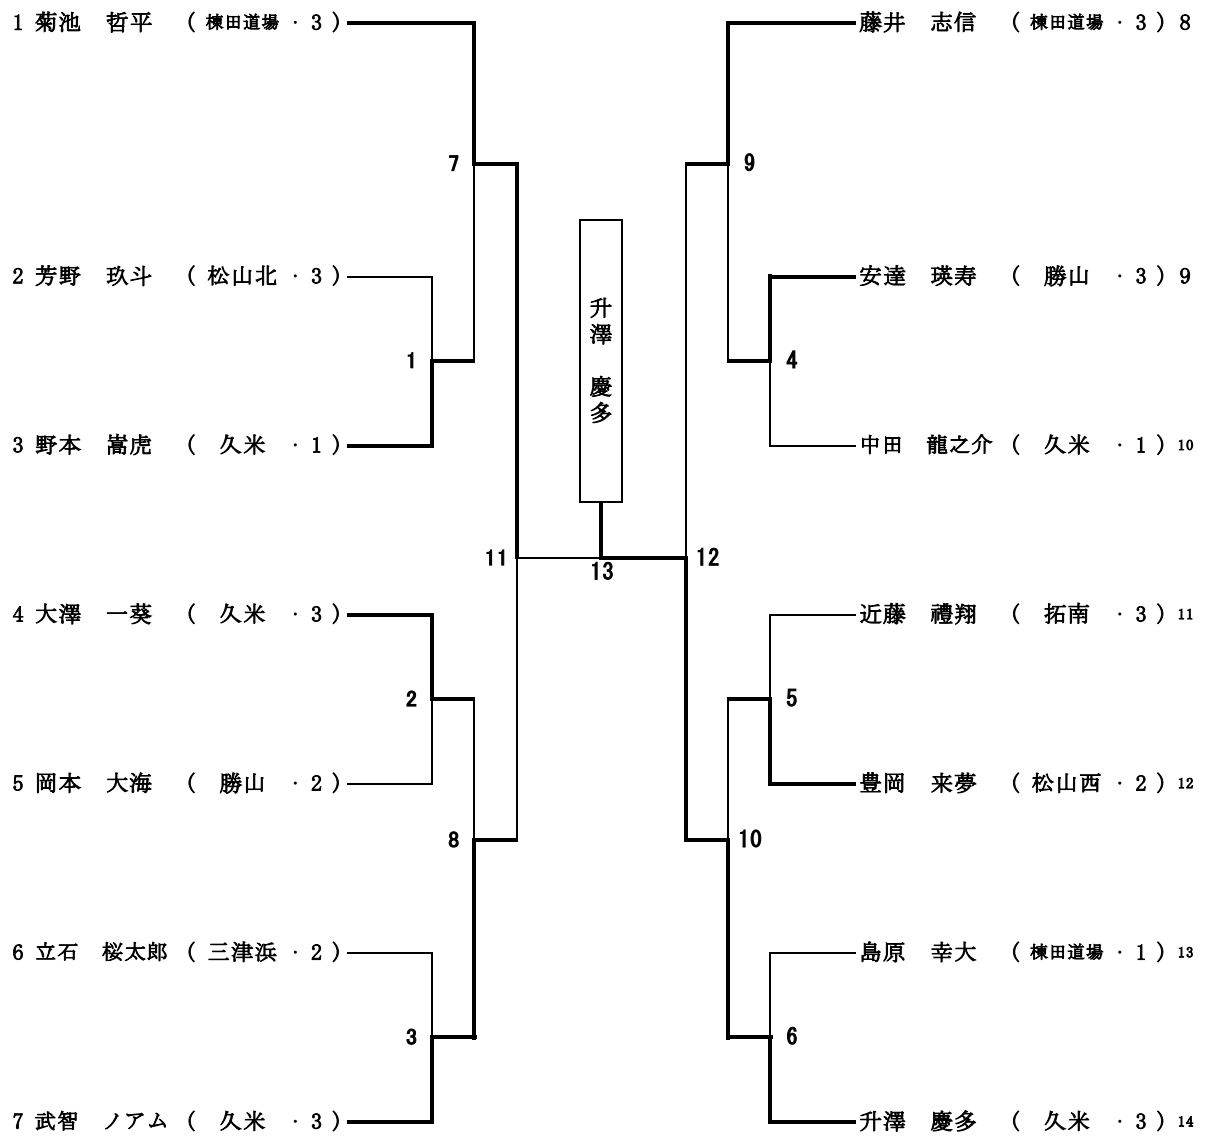 1 菊池 哲平 ( 棟田道場 ・ 3 )
藤井 志信 ( 棟田道場 ・ 3 ) 8
7
9
2 芳野 玖斗 ( 松山北 ・ 3 )
安達 瑛寿 ( 勝山 ・ 3 ) 9
升澤 慶多
1
4
3 野本 嵩虎 ( 久米 ・ 1 )
中田 龍之介 ( 久米 ・ 1 ) 10
11
13
12
4 大澤 一葵 ( 久米 ・ 3 )
近藤 禮翔 ( 拓南 ・ 3 ) 11
2
5
5 岡本 大海 ( 勝山 ・ 2 )
豊岡 来夢 ( 松山西 ・ 2 ) 12
8
10
6 立石 桜太郎 ( 三津浜 ・ 2 )
島原 幸大 ( 棟田道場 ・ 1 ) 13
3
6
7 武智 ノアム ( 久米 ・ 3 )
升澤 慶多 ( 久米 ・ 3 ) 14